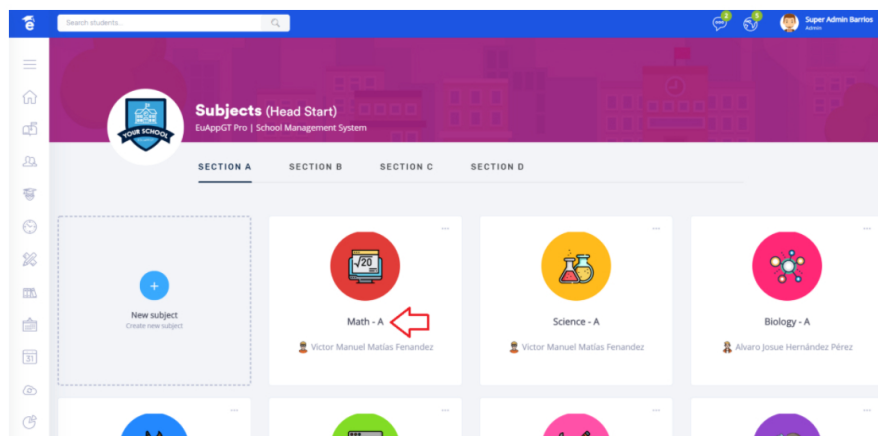 Search students...
2
5
Super Admin Barrios
Admin
YOUR SCHOOL
Subjects (Head Start)
EuAppGT Pro | School Management System
SECTION A
SECTION B
SECTION C
SECTION D
New subject
Create new subject
√20
Math - A
Victor Manuel Matías Fenandez
Science - A
Victor Manuel Matías Fenandez
Biology - A
Alvaro Josue Hernández Pérez
31